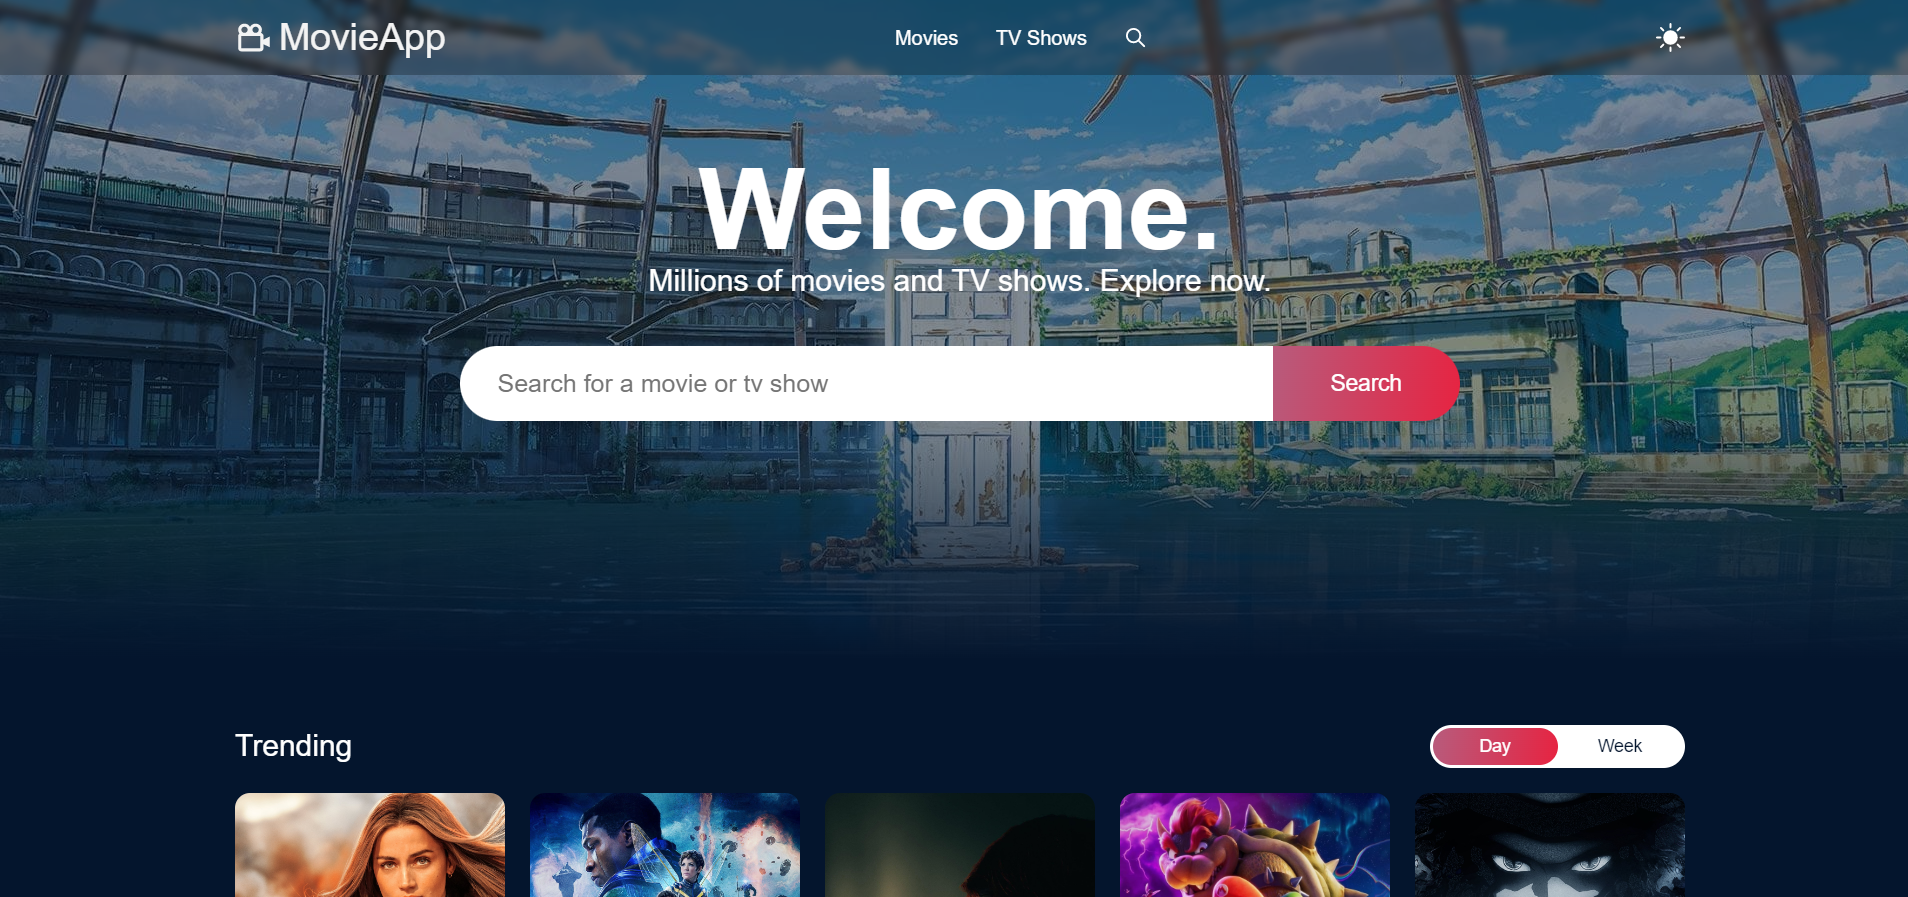 MovieApp
Movies
TV Shows
Welcome.
Millions of movies and TV shows. Explore now.
Search for a movie or tv show
Search
Trending
Day
Week